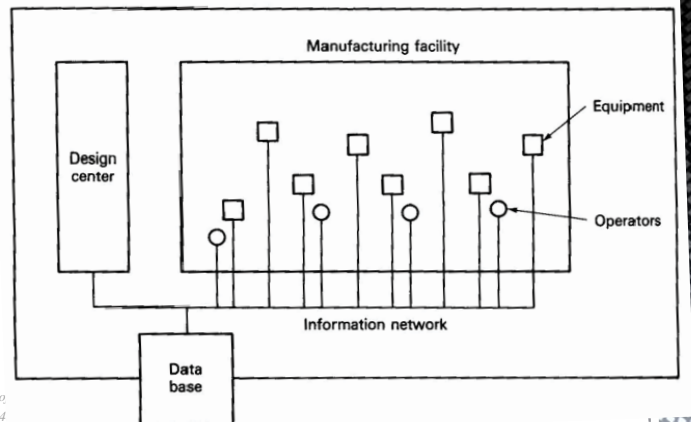 Manufacturing facility
Equipment
Design
center
Operators
Information network
Data
base